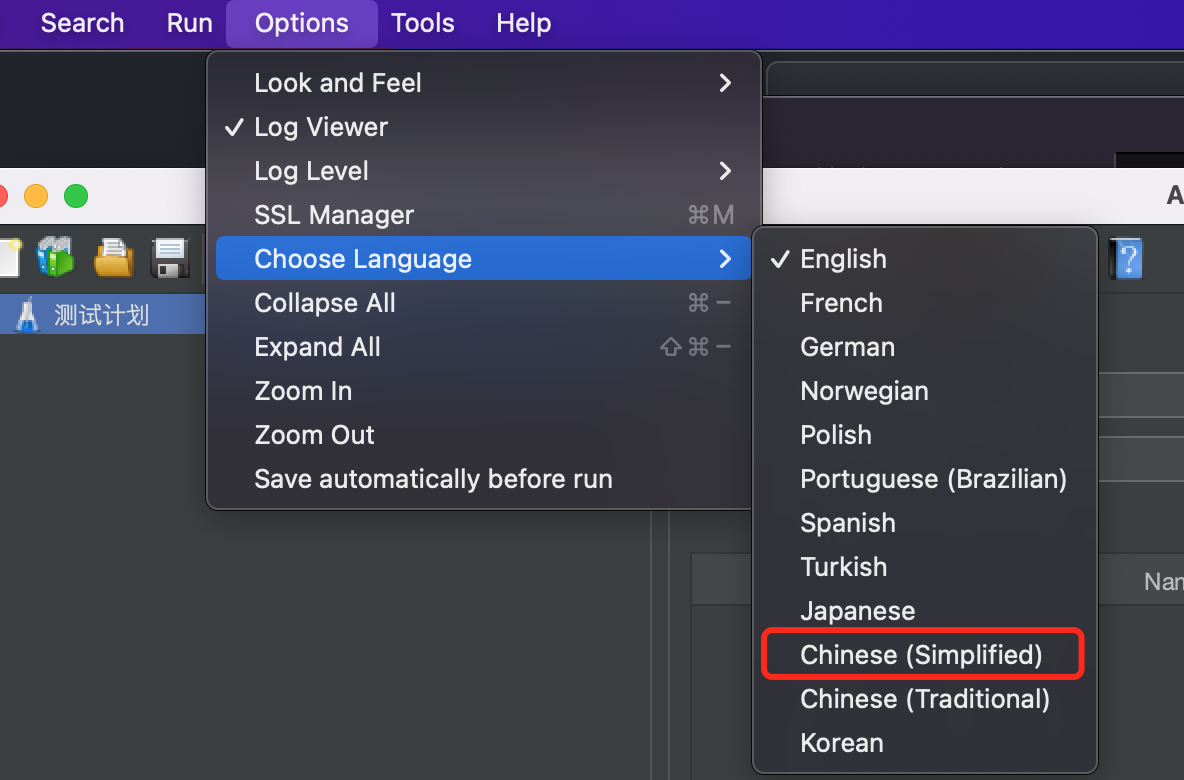 Search Run Options Tools Help
Look and Feel
✓ Log Viewer
Log Level
SSL Manager ⌘M
Choose Language
Collapse All ⌘−
Expand All ⇧⌘−
Zoom In
Zoom Out
Save automatically before run
✓ English
French
German
Norwegian
Polish
Portuguese (Brazilian)
Spanish
Turkish
Japanese
Chinese (Simplified)
Chinese (Traditional)
Korean
测试计划